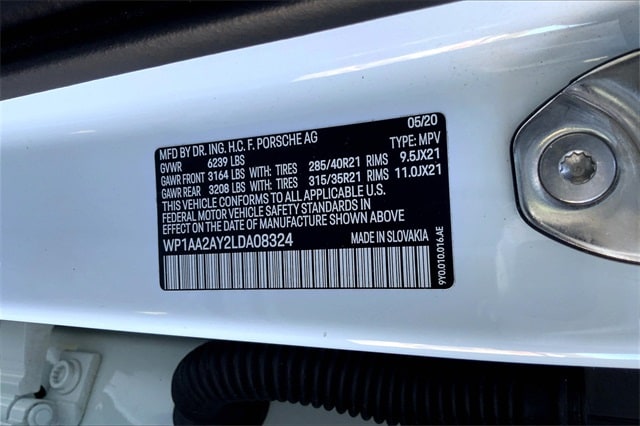 05/20
MFD BY DR. ING. H.C. F. PORSCHE AG
GVWR 6239 LBS TYPE: MPV
GAWR FRONT 3164 LBS WITH: TIRES 285/40R21 RIMS 9.5JX21
GAWR REAR 3208 LBS WITH: TIRES 315/35R21 RIMS 11.0JX21
THIS VEHICLE CONFORMS TO ALL APPLICABLE U.S.
FEDERAL MOTOR VEHICLE SAFETY STANDARDS IN
EFFECT ON THE DATE OF MANUFACTURE SHOWN ABOVE
WP1AA2AY2LDA08324 MADE IN SLOVAKIA
9Y0.010.016.AE